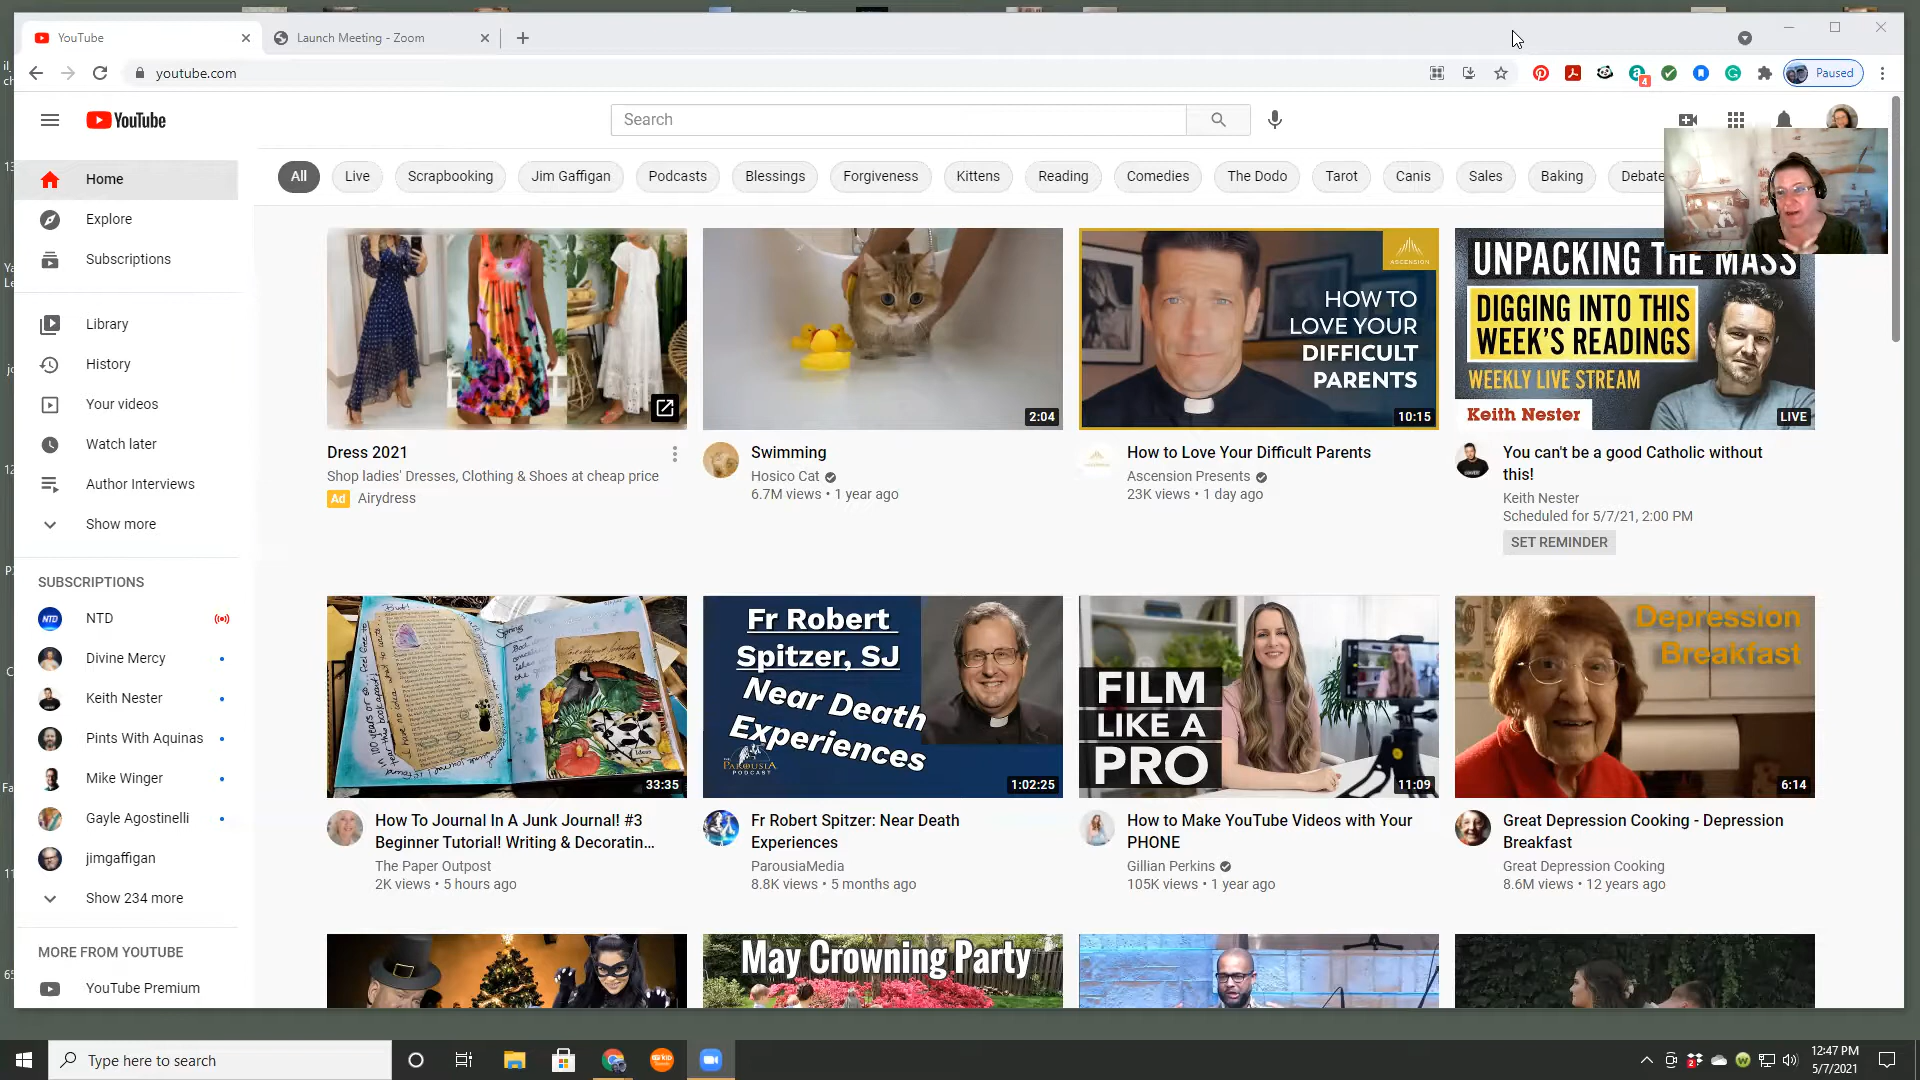 YouTube
Launch Meeting - Zoom
youtube.com
4
Paused
YouTube
Search
Home
Explore
Subscriptions
Library
History
Your videos
Watch later
Author Interviews
Show more
SUBSCRIPTIONS
NTD
NTD
Divine Mercy
Keith Nester
Pints With Aquinas
Mike Winger
Gayle Agostinelli
jimgaffigan
Show 234 more
MORE FROM YOUTUBE
YouTube Premium
All
Live
Scrapbooking
Jim Gaffigan
Podcasts
Blessings
Forgiveness
Kittens
Reading
Comedies
The Dodo
Tarot
Canis
Sales
Baking
Debate
Dress 2021
Shop ladies' Dresses, Clothing & Shoes at cheap price
Ad Airydress
2:04
Swimming
Hosico Cat
6.7M views • 1 year ago
ASCENSION
HOW TO
LOVE YOUR
DIFFICULT
PARENTS
10:15
How to Love Your Difficult Parents
Ascension Presents
23K views • 1 day ago
UNPACKING THE MASS
DIGGING INTO THIS
WEEK'S READINGS
WEEKLY LIVE STREAM
Keith Nester
LIVE
You can't be a good Catholic without
this!
Keith Nester
Scheduled for 5/7/21, 2:00 PM
SET REMINDER
33:35
How To Journal In A Junk Journal! #3
Beginner Tutorial! Writing & Decoratin...
The Paper Outpost
2K views • 5 hours ago
Fr Robert
Spitzer, SJ
Near Death
Experiences
PAROUSIA
PODCAST
1:02:25
Fr Robert Spitzer: Near Death
Experiences
ParousiaMedia
8.8K views • 5 months ago
FILM
LIKE A
PRO
11:09
How to Make YouTube Videos with Your
PHONE
Gillian Perkins
105K views • 1 year ago
Depression
Breakfast
6:14
Great Depression Cooking - Depression
Breakfast
Great Depression Cooking
8.6M views • 12 years ago
May Crowning Party
Type here to search
12:47 PM
5/7/2021